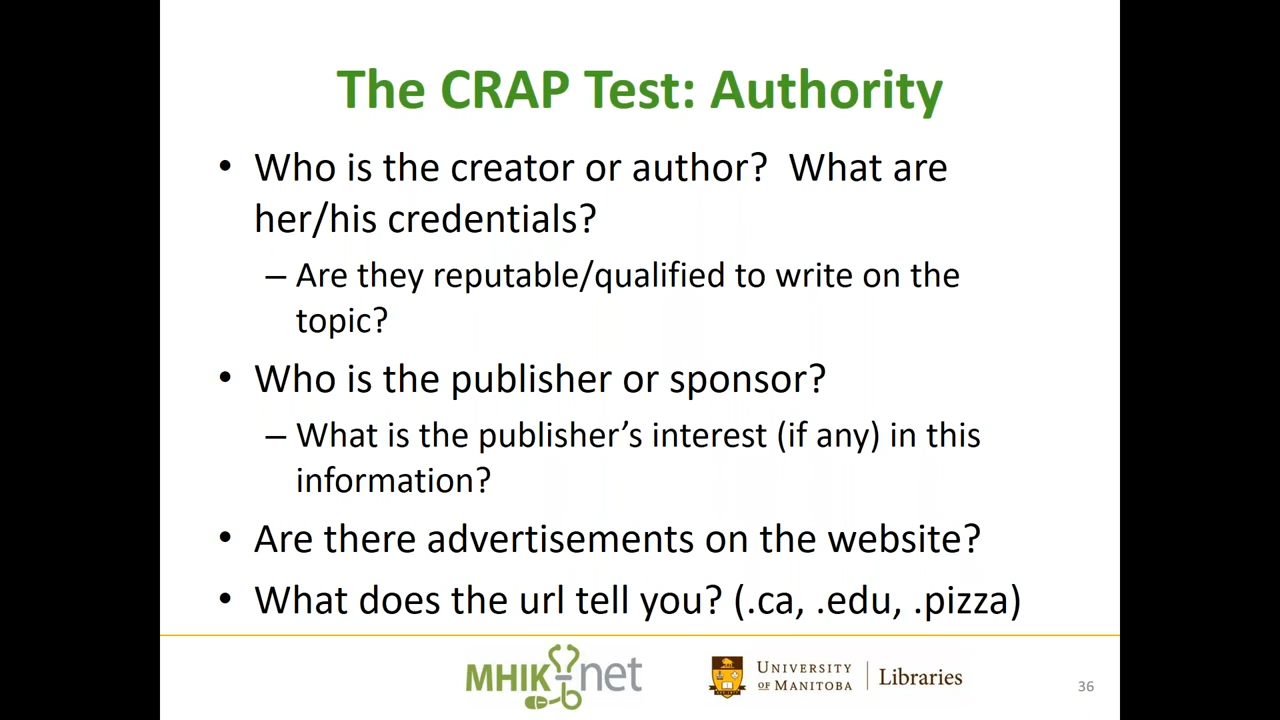 The CRAP Test: Authority
• Who is the creator or author?  What are
her/his credentials?
– Are they reputable/qualified to write on the
topic?
• Who is the publisher or sponsor?
– What is the publisher’s interest (if any) in this
information?
• Are there advertisements on the website?
• What does the url tell you? (.ca, .edu, .pizza)
MHIKnet
UNIVERSITY
OF MANITOBA
Libraries
36